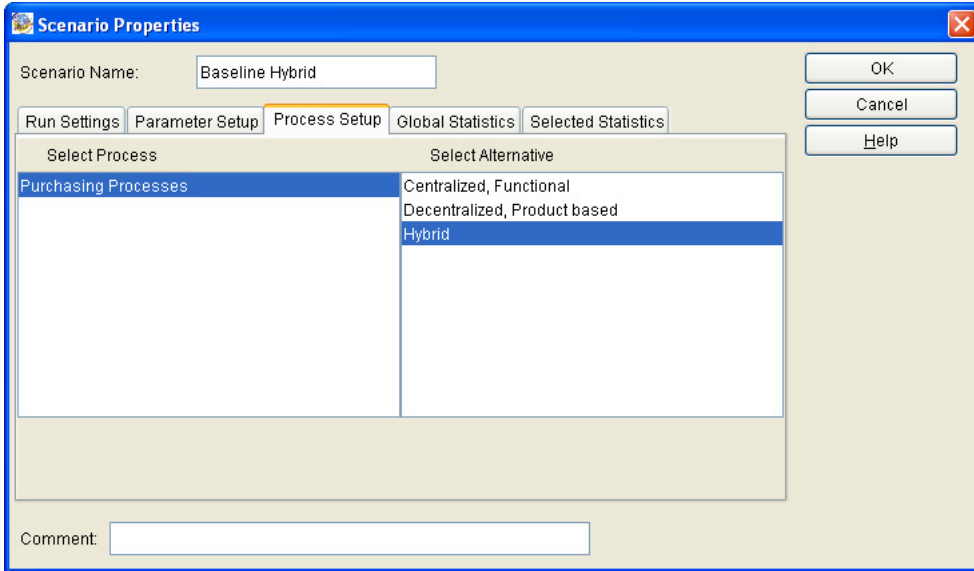 Scenario Properties
Scenario Name: Baseline Hybrid
OK
Cancel
Help
Run Settings Parameter Setup Process Setup Global Statistics Selected Statistics
Select Process Select Alternative
Purchasing Processes Centralized, Functional
Decentralized, Product based
Hybrid
Comment: